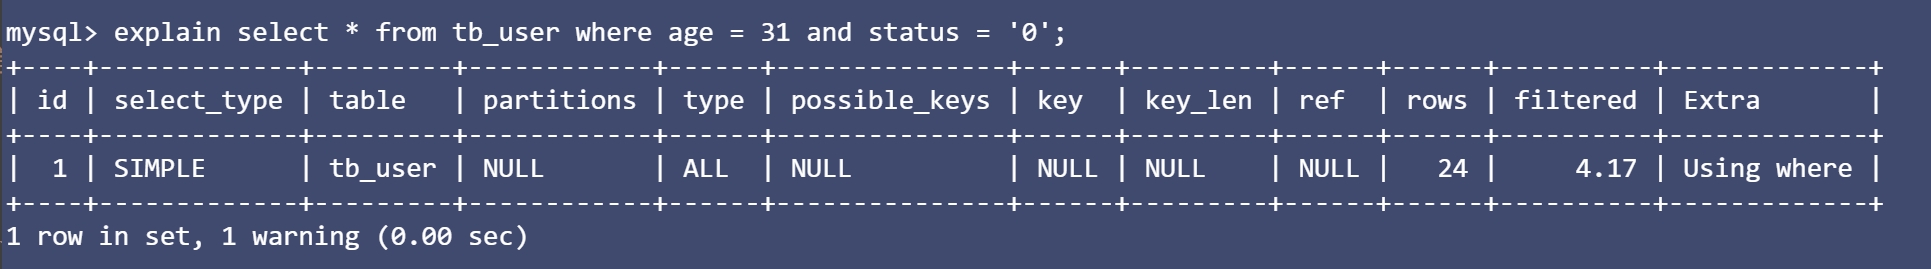 mysql> explain select * from tb_user where age = 31 and status = '0';
+----+-------------+---------+------------+------+---------------+------+---------+------+------+----------+-------------+
| id | select_type | table   | partitions | type | possible_keys | key  | key_len | ref  | rows | filtered | Extra       |
+----+-------------+---------+------------+------+---------------+------+---------+------+------+----------+-------------+
|  1 | SIMPLE      | tb_user | NULL       | ALL  | NULL          | NULL | NULL    | NULL |   24 |     4.17 | Using where |
+----+-------------+---------+------------+------+---------------+------+---------+------+------+----------+-------------+
1 row in set, 1 warning (0.00 sec)